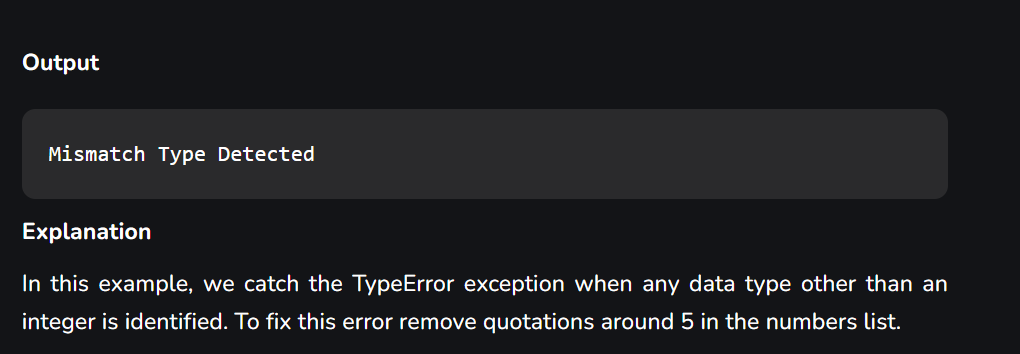 Output
Mismatch Type Detected
Explanation
In this example, we catch the TypeError exception when any data type other than an
integer is identified. To fix this error remove quotations around 5 in the numbers list.